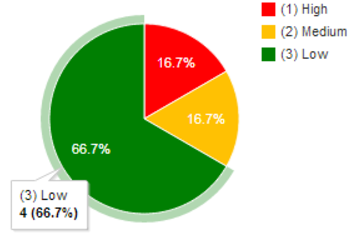 (1) High
(2) Medium
(3) Low
16.7%
16.7%
66.7%
(3) Low
4 (66.7%)